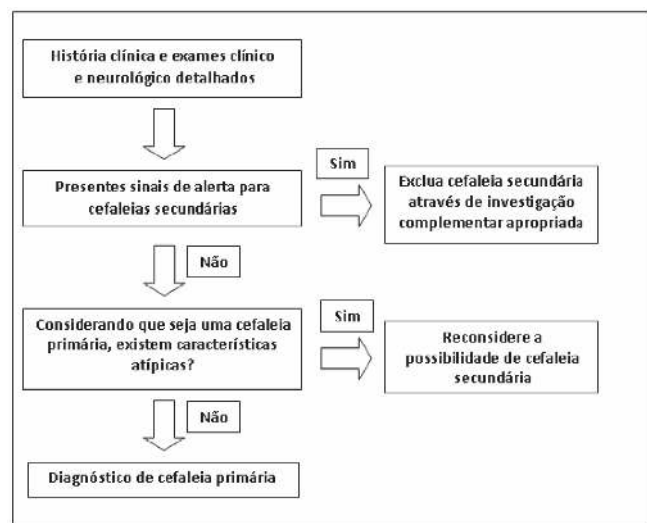 História clínica e exames clínico
e neurológico detalhados
Sim
Presentes sinais de alerta para
cefaleias secundárias
Exclua cefaleia secundária
através de investigação
complementar apropriada
Não
Considerando que seja uma cefaleia
primária, existem características
atípicas?
Sim
Reconsidere a
possibilidade de cefaleia
secundária
Não
Diagnóstico de cefaleia primária